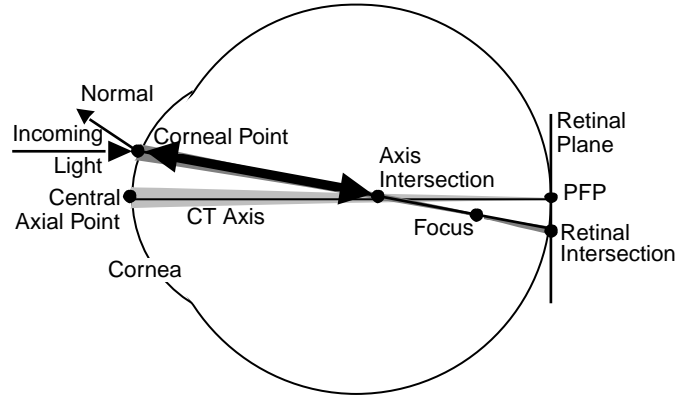 Normal
Incoming
Light
Corneal Point
Central
Axial Point
CT Axis
Cornea
Axis
Intersection
Focus
Retinal
Plane
PFP
Retinal
Intersection